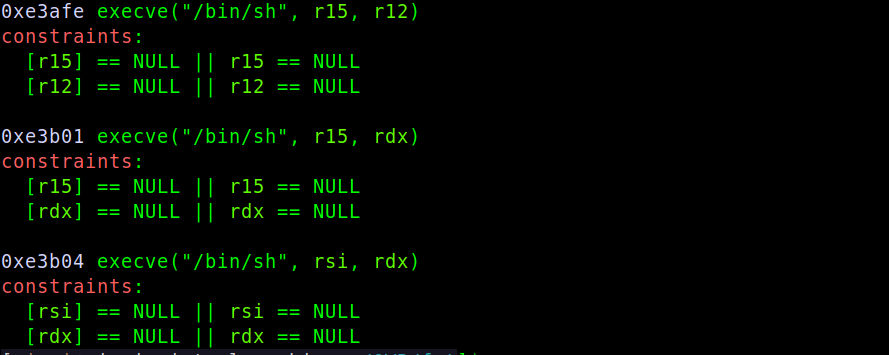 0xe3afe execve("/bin/sh", r15, r12)
constraints:
  [r15] == NULL || r15 == NULL
  [r12] == NULL || r12 == NULL

0xe3b01 execve("/bin/sh", r15, rdx)
constraints:
  [r15] == NULL || r15 == NULL
  [rdx] == NULL || rdx == NULL

0xe3b04 execve("/bin/sh", rsi, rdx)
constraints:
  [rsi] == NULL || rsi == NULL
  [rdx] == NULL || rdx == NULL